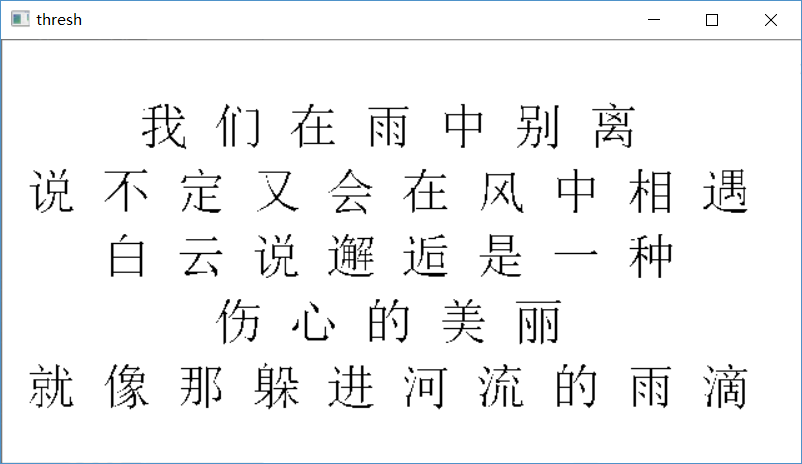 thresh
我们在雨中别离
说不定又会在风中相遇
白云说邂逅是一种
伤心的美丽
就像那躲进河流的雨滴